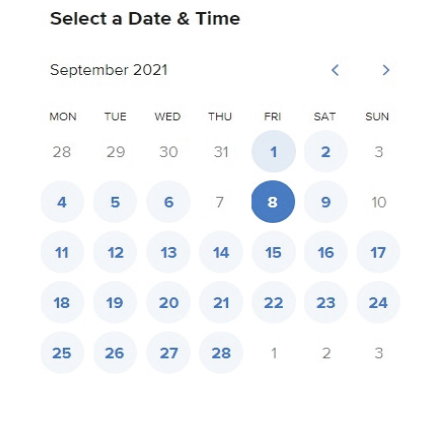 Select a Date & Time
September 2021 < >
MON TUE WED THU FRI SAT SUN
28 29 30 31 1 2 3
4 5 6 7 8 9 10
11 12 13 14 15 16 17
18 19 20 21 22 23 24
25 26 27 28 1 2 3